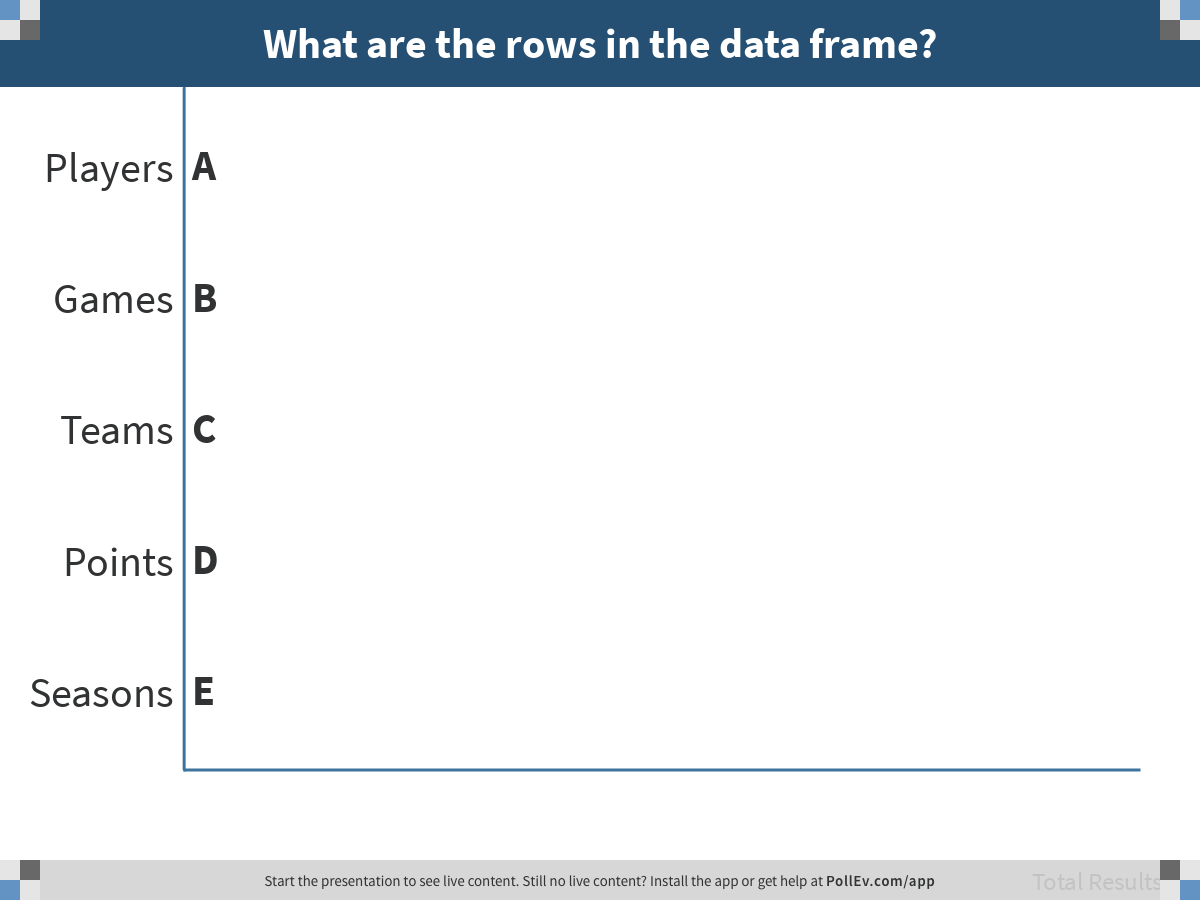 What are the rows in the data frame?
Players A
Games B
Teams C
Points D
Seasons E
Start the presentation to see live content. Still no live content? Install the app or get help at PollEv.com/app
Total Results